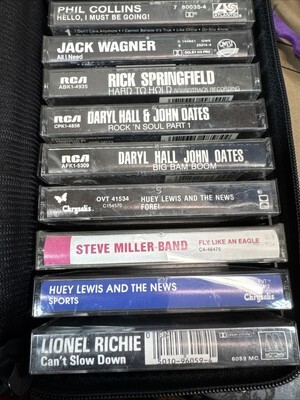 PHIL COLLINS
7 80035-4
HELLO, I MUST BE GOING!
ATLANTIC
JACK WAGNER
All I Need
RCA
ABK1-4935
RICK SPRINGFIELD
HARD TO HOLD SOUNDTRACK RECORDING
RCA
CPK1-4858
DARYL HALL & JOHN OATES
ROCK 'N SOUL PART 1
RCA
AFK1-5309
DARYL HALL JOHN OATES
BIG BAM BOOM
Chrysalis
OVT 41534
HUEY LEWIS AND THE NEWS
FORE!
STEVE MILLER BAND
FLY LIKE AN EAGLE
HUEY LEWIS AND THE NEWS
SPORTS
Chrysalis
LIONEL RICHIE
Can't Slow Down
6059 MC